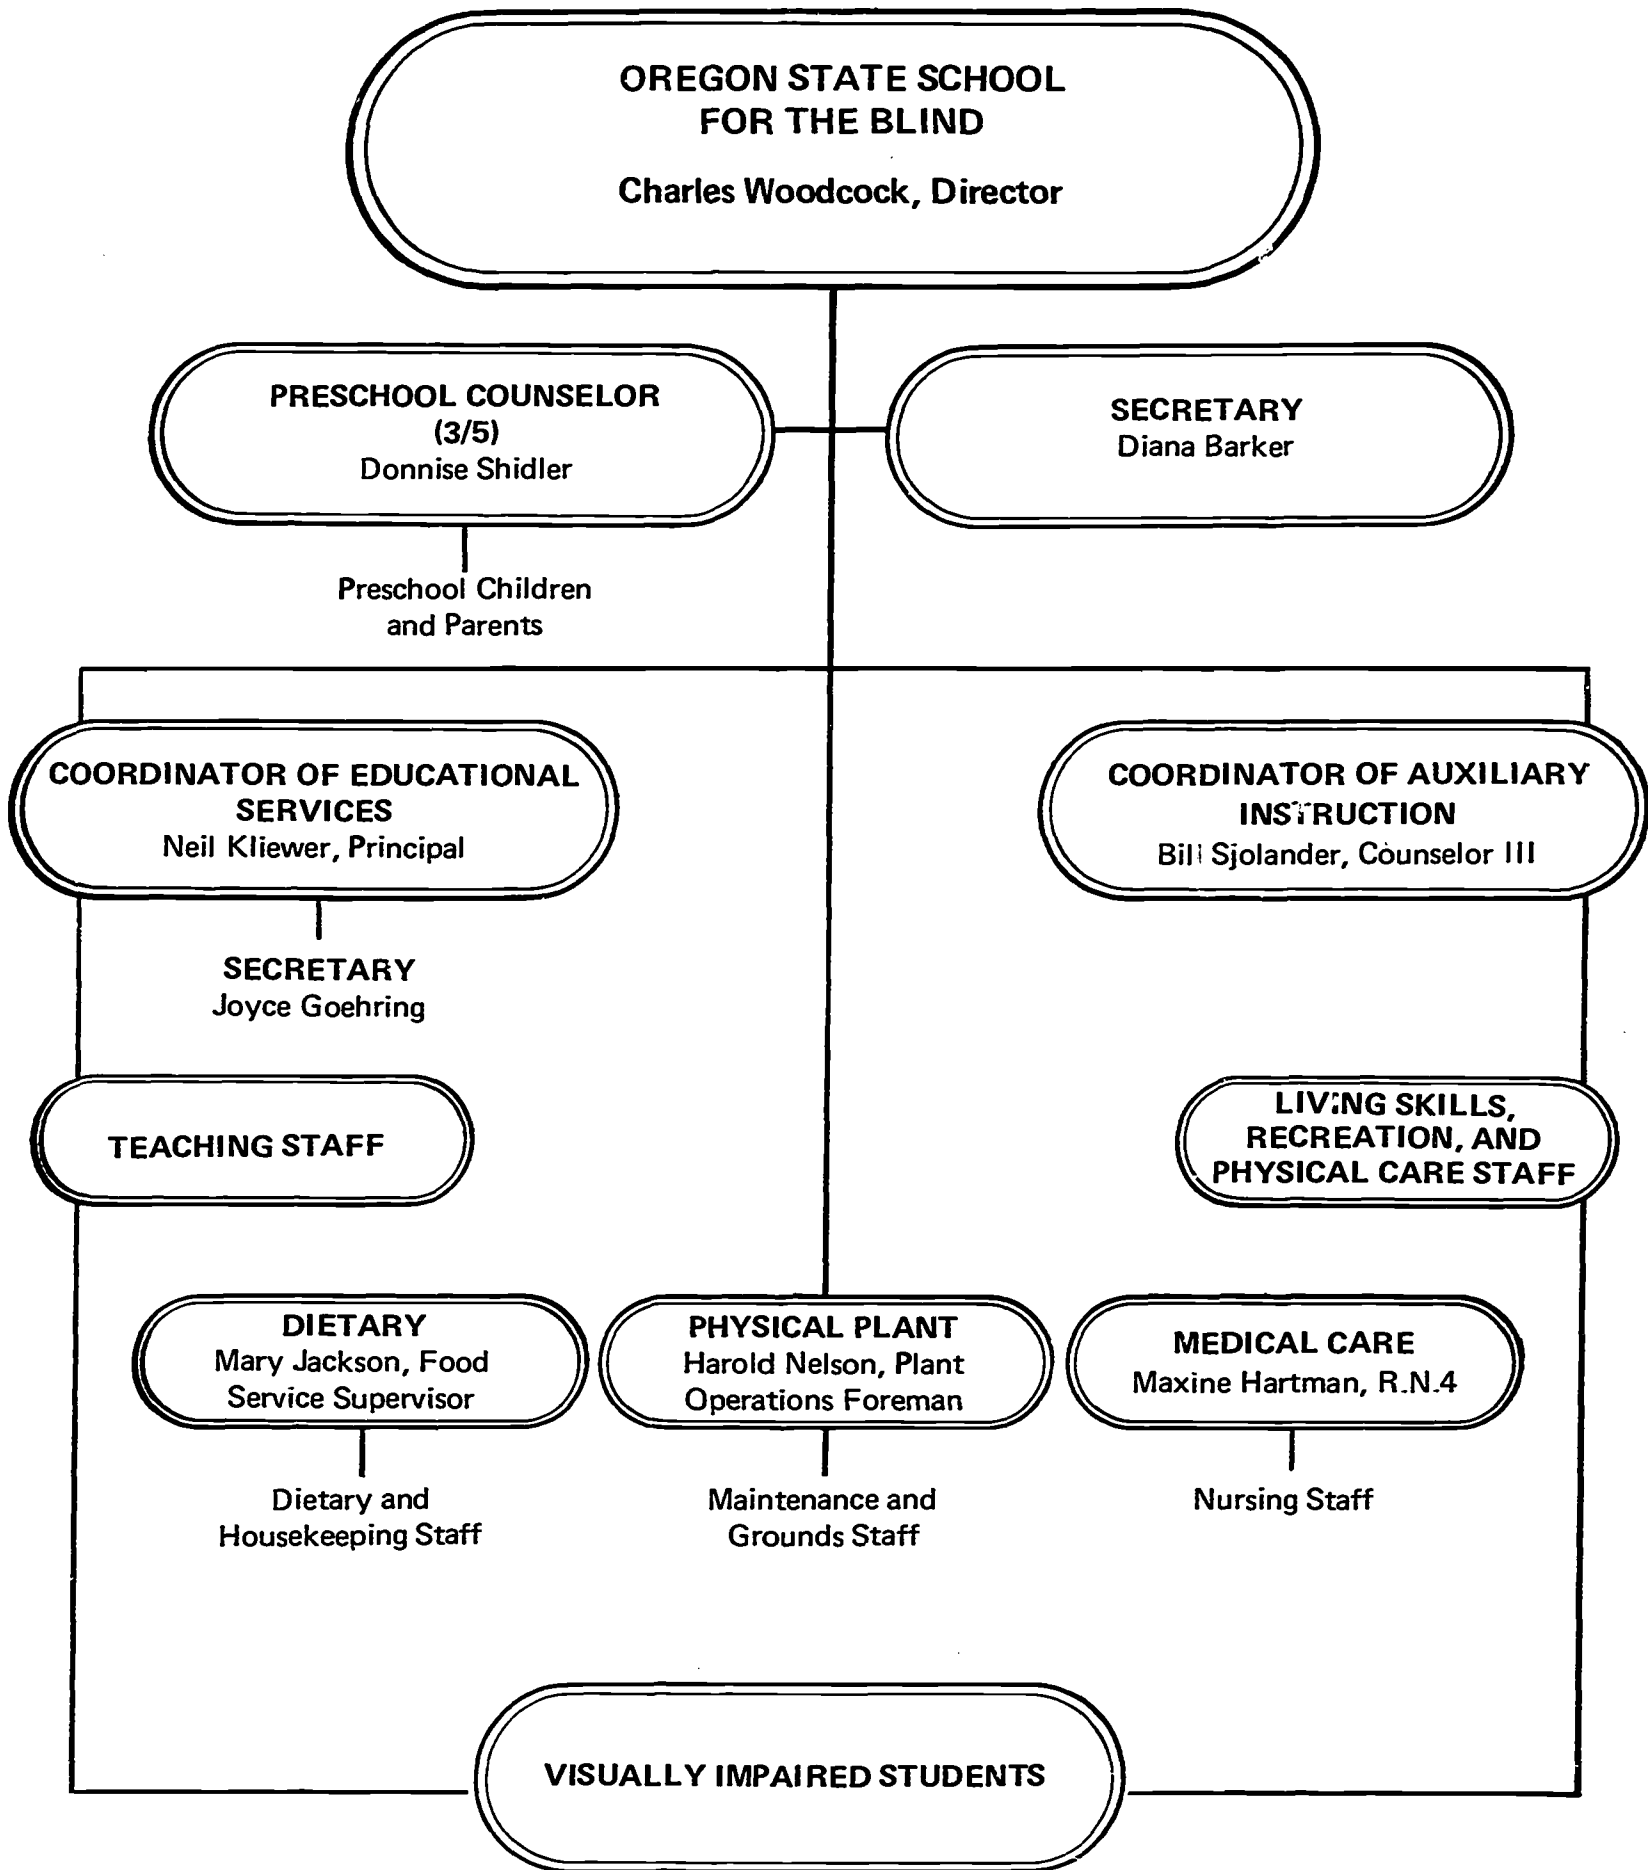 OREGON STATE SCHOOL
FOR THE BLIND
Charles Woodcock, Director
PRESCHOOL COUNSELOR
(3/5)
Donnise Shidler
SECRETARY
Diana Barker
Preschool Children
and Parents
COORDINATOR OF EDUCATIONAL
SERVICES
Neil Kliewer, Principal
COORDINATOR OF AUXILIARY
INSTRUCTION
Bill Sjolander, Counselor III
SECRETARY
Joyce Goehring
TEACHING STAFF
LIVING SKILLS,
RECREATION, AND
PHYSICAL CARE STAFF
DIETARY
Mary Jackson, Food
Service Supervisor
PHYSICAL PLANT
Harold Nelson, Plant
Operations Foreman
MEDICAL CARE
Maxine Hartman, R.N.4
Dietary and
Housekeeping Staff
Maintenance and
Grounds Staff
Nursing Staff
VISUALLY IMPAIRED STUDENTS